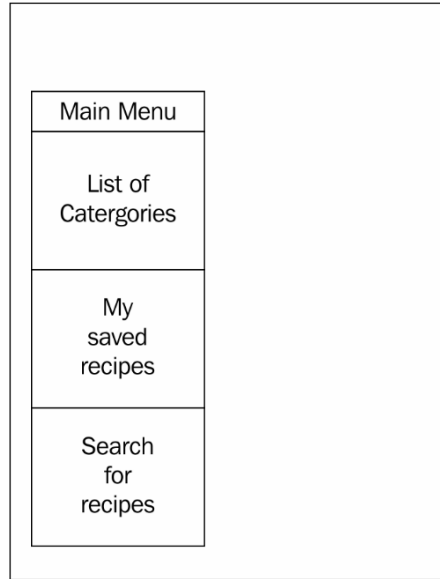 Main Menu
List of
Catergories
My
saved
recipes
Search
for
recipes